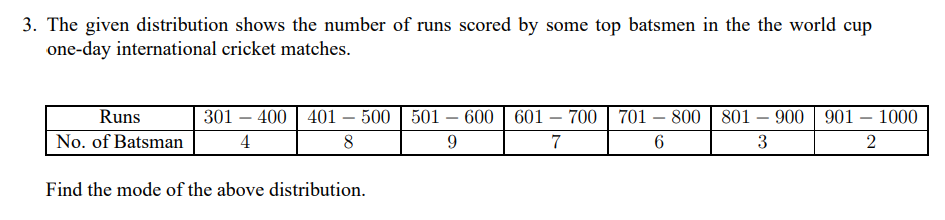 3. The given distribution shows the number of runs scored by some top batsmen in the the world cup
one-day international cricket matches.
Runs 301 – 400 401 – 500 501 – 600 601 – 700 701 – 800 801 – 900 901 – 1000
No. of Batsman 4 8 9 7 6 3 2
Find the mode of the above distribution.